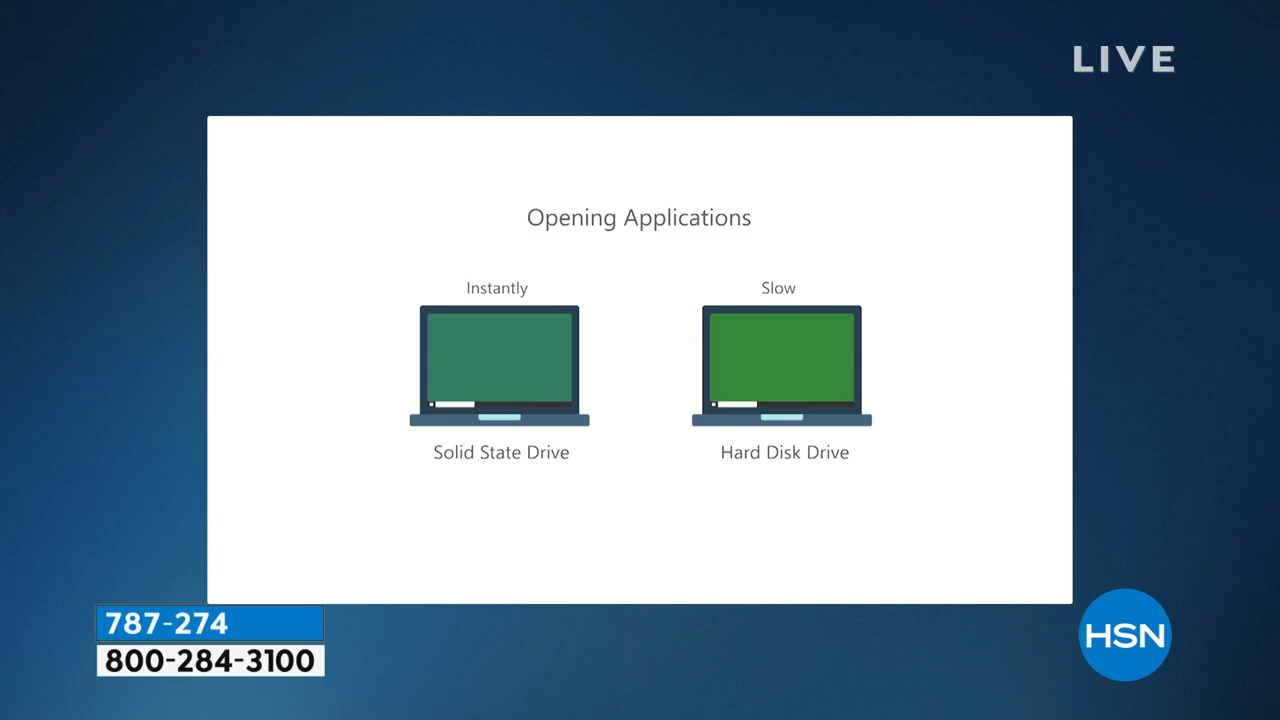 LIVE
Opening Applications
Instantly
Slow
Solid State Drive
Hard Disk Drive
787-274
800-284-3100
HSN